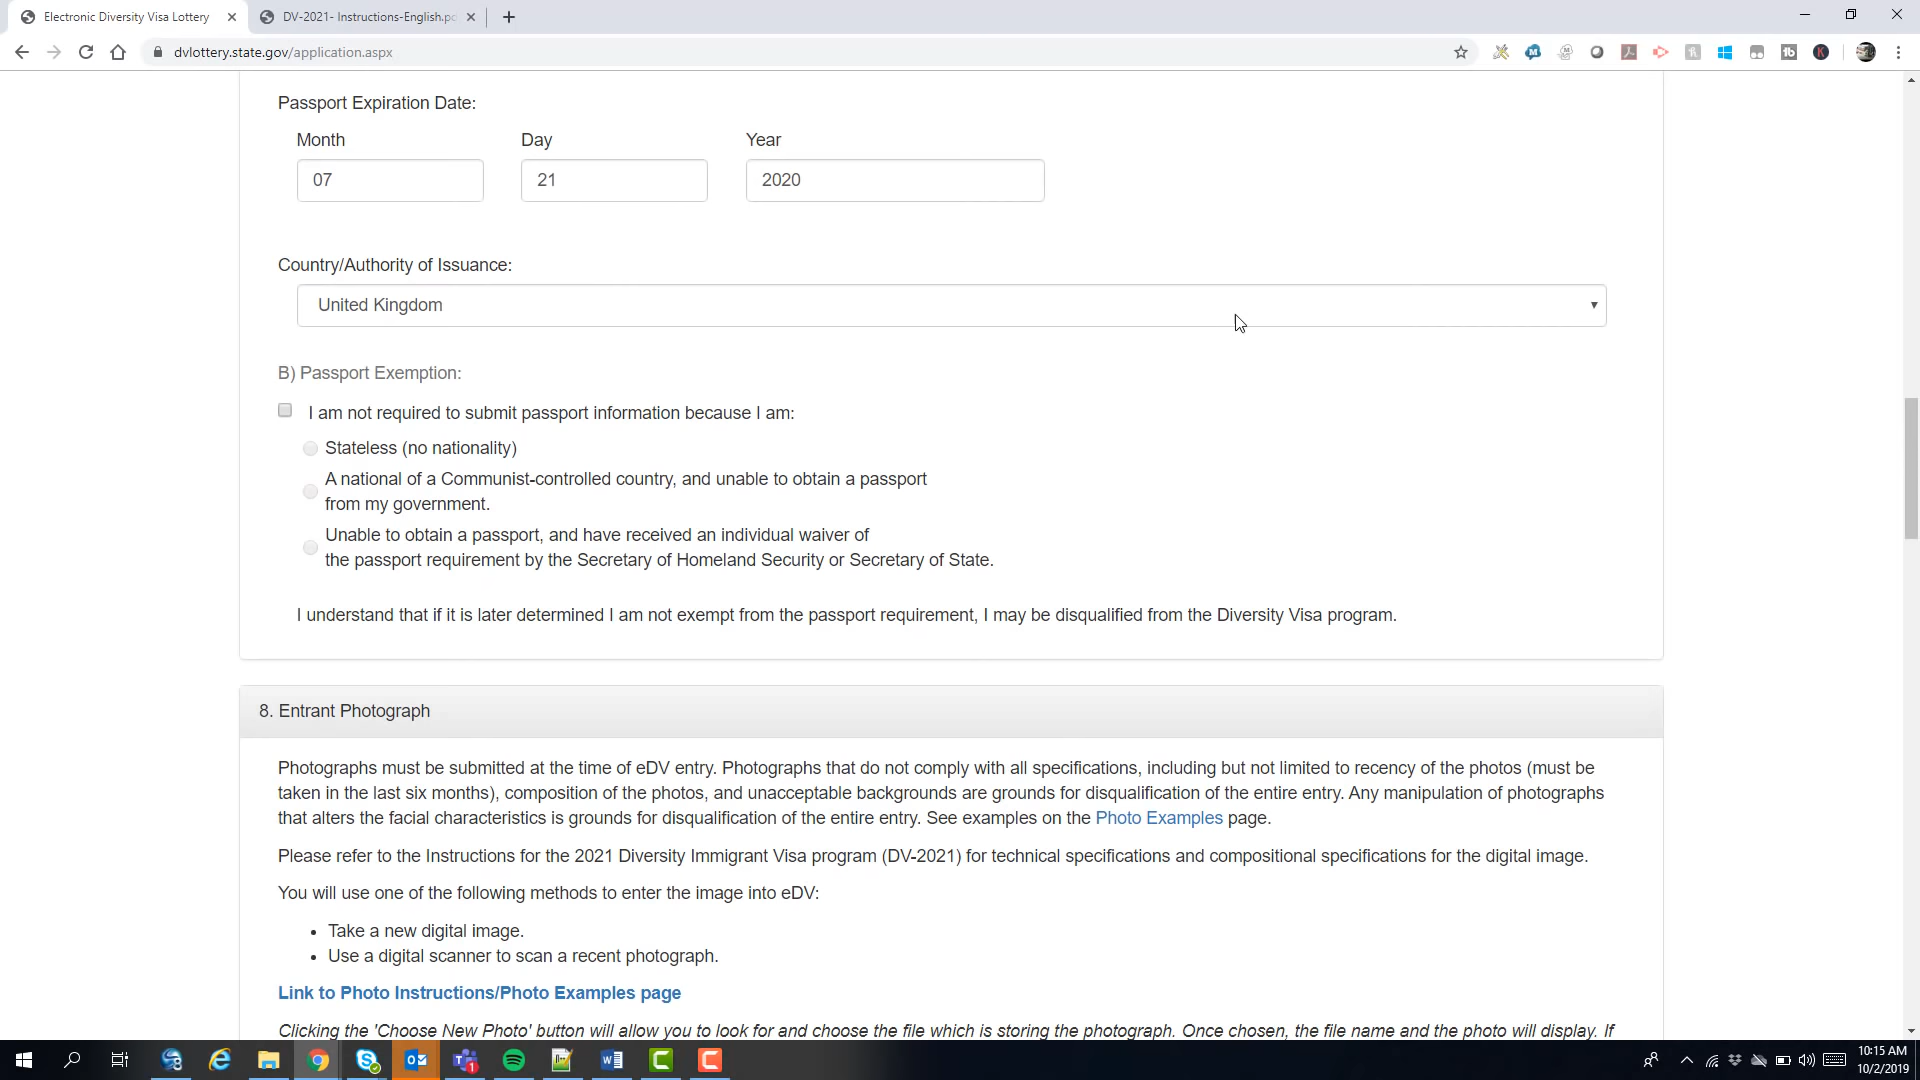 Electronic Diversity Visa Lottery
DV-2021- Instructions-English.pd
dvlottery.state.gov/application.aspx
Passport Expiration Date:
Month Day Year
07 21 2020
Country/Authority of Issuance:
United Kingdom
B) Passport Exemption:
I am not required to submit passport information because I am:
Stateless (no nationality)
A national of a Communist-controlled country, and unable to obtain a passport
from my government.
Unable to obtain a passport, and have received an individual waiver of
the passport requirement by the Secretary of Homeland Security or Secretary of State.
I understand that if it is later determined I am not exempt from the passport requirement, I may be disqualified from the Diversity Visa program.
8. Entrant Photograph
Photographs must be submitted at the time of eDV entry. Photographs that do not comply with all specifications, including but not limited to recency of the photos (must be
taken in the last six months), composition of the photos, and unacceptable backgrounds are grounds for disqualification of the entire entry. Any manipulation of photographs
that alters the facial characteristics is grounds for disqualification of the entire entry. See examples on the Photo Examples page.
Please refer to the Instructions for the 2021 Diversity Immigrant Visa program (DV-2021) for technical specifications and compositional specifications for the digital image.
You will use one of the following methods to enter the image into eDV:
• Take a new digital image.
• Use a digital scanner to scan a recent photograph.
Link to Photo Instructions/Photo Examples page
Clicking the 'Choose New Photo' button will allow you to look for and choose the file which is storing the photograph. Once chosen, the file name and the photo will display. If
10:15 AM
10/2/2019